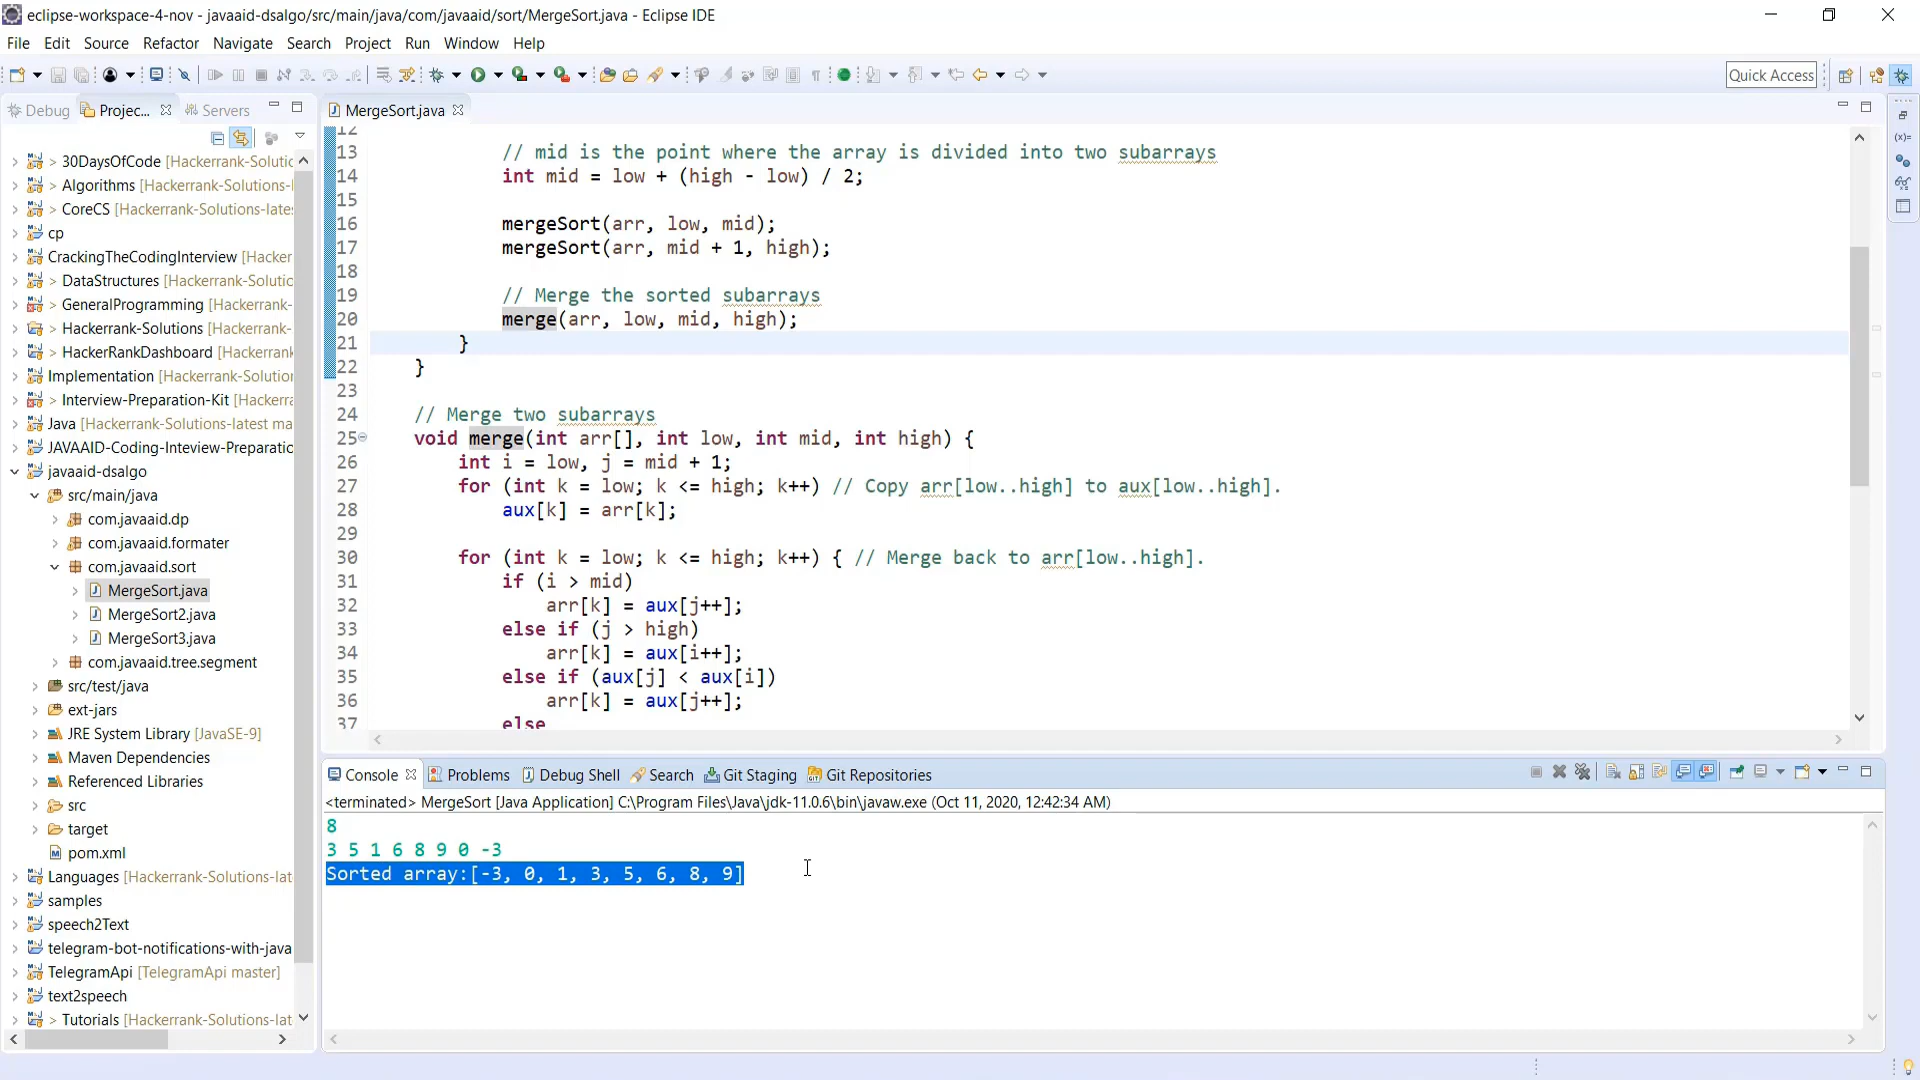 eclipse-workspace-4-nov - javaaid-dsalgo/src/main/java/com/javaaid/sort/MergeSort.java - Eclipse IDE
File Edit Source Refactor Navigate Search Project Run Window Help
Quick Access
Debug Projec... Servers
30DaysOfCode [Hackerrank-Solutic
> Algorithms [Hackerrank-Solutions-l
> CoreCS [Hackerrank-Solutions-late:
cp
CrackingTheCodingInterview [Hacker
> DataStructures [Hackerrank-Solutio
> GeneralProgramming [Hackerrank-
> Hackerrank-Solutions [Hackerrank-
> HackerRankDashboard [Hackerrank
Implementation [Hackerrank-Solution
> Interview-Preparation-Kit [Hackerra
Java [Hackerrank-Solutions-latest ma
JAVAAID-Coding-Inteview-Preparatio
javaaid-dsalgo
src/main/java
com.javaaid.dp
com.javaaid.formater
com.javaaid.sort
MergeSort.java
MergeSort2.java
MergeSort3.java
com.javaaid.tree.segment
src/test/java
ext-jars
JRE System Library [JavaSE-9]
Maven Dependencies
Referenced Libraries
src
target
pom.xml
Languages [Hackerrank-Solutions-lat
samples
speech2Text
telegram-bot-notifications-with-java
TelegramApi [TelegramApi master]
text2speech
> Tutorials [Hackerrank-Solutions-lat
MergeSort.java
12
13 // mid is the point where the array is divided into two subarrays
14 int mid = low + (high - low) / 2;
15
16 mergeSort(arr, low, mid);
17 mergeSort(arr, mid + 1, high);
18
19 // Merge the sorted subarrays
20 merge(arr, low, mid, high);
21 }
22 }
23
24 // Merge two subarrays
25 void merge(int arr[], int low, int mid, int high) {
26 int i = low, j = mid + 1;
27 for (int k = low; k <= high; k++) // Copy arr[low..high] to aux[low..high].
28 aux[k] = arr[k];
29
30 for (int k = low; k <= high; k++) { // Merge back to arr[low..high].
31 if (i > mid)
32 arr[k] = aux[j++];
33 else if (j > high)
34 arr[k] = aux[i++];
35 else if (aux[j] < aux[i])
36 arr[k] = aux[j++];
37 else
Console Problems Debug Shell Search Git Staging Git Repositories
<terminated> MergeSort [Java Application] C:\Program Files\Java\jdk-11.0.6\bin\javaw.exe (Oct 11, 2020, 12:42:34 AM)
8
3 5 1 6 8 9 0 -3
Sorted array:[-3, 0, 1, 3, 5, 6, 8, 9]